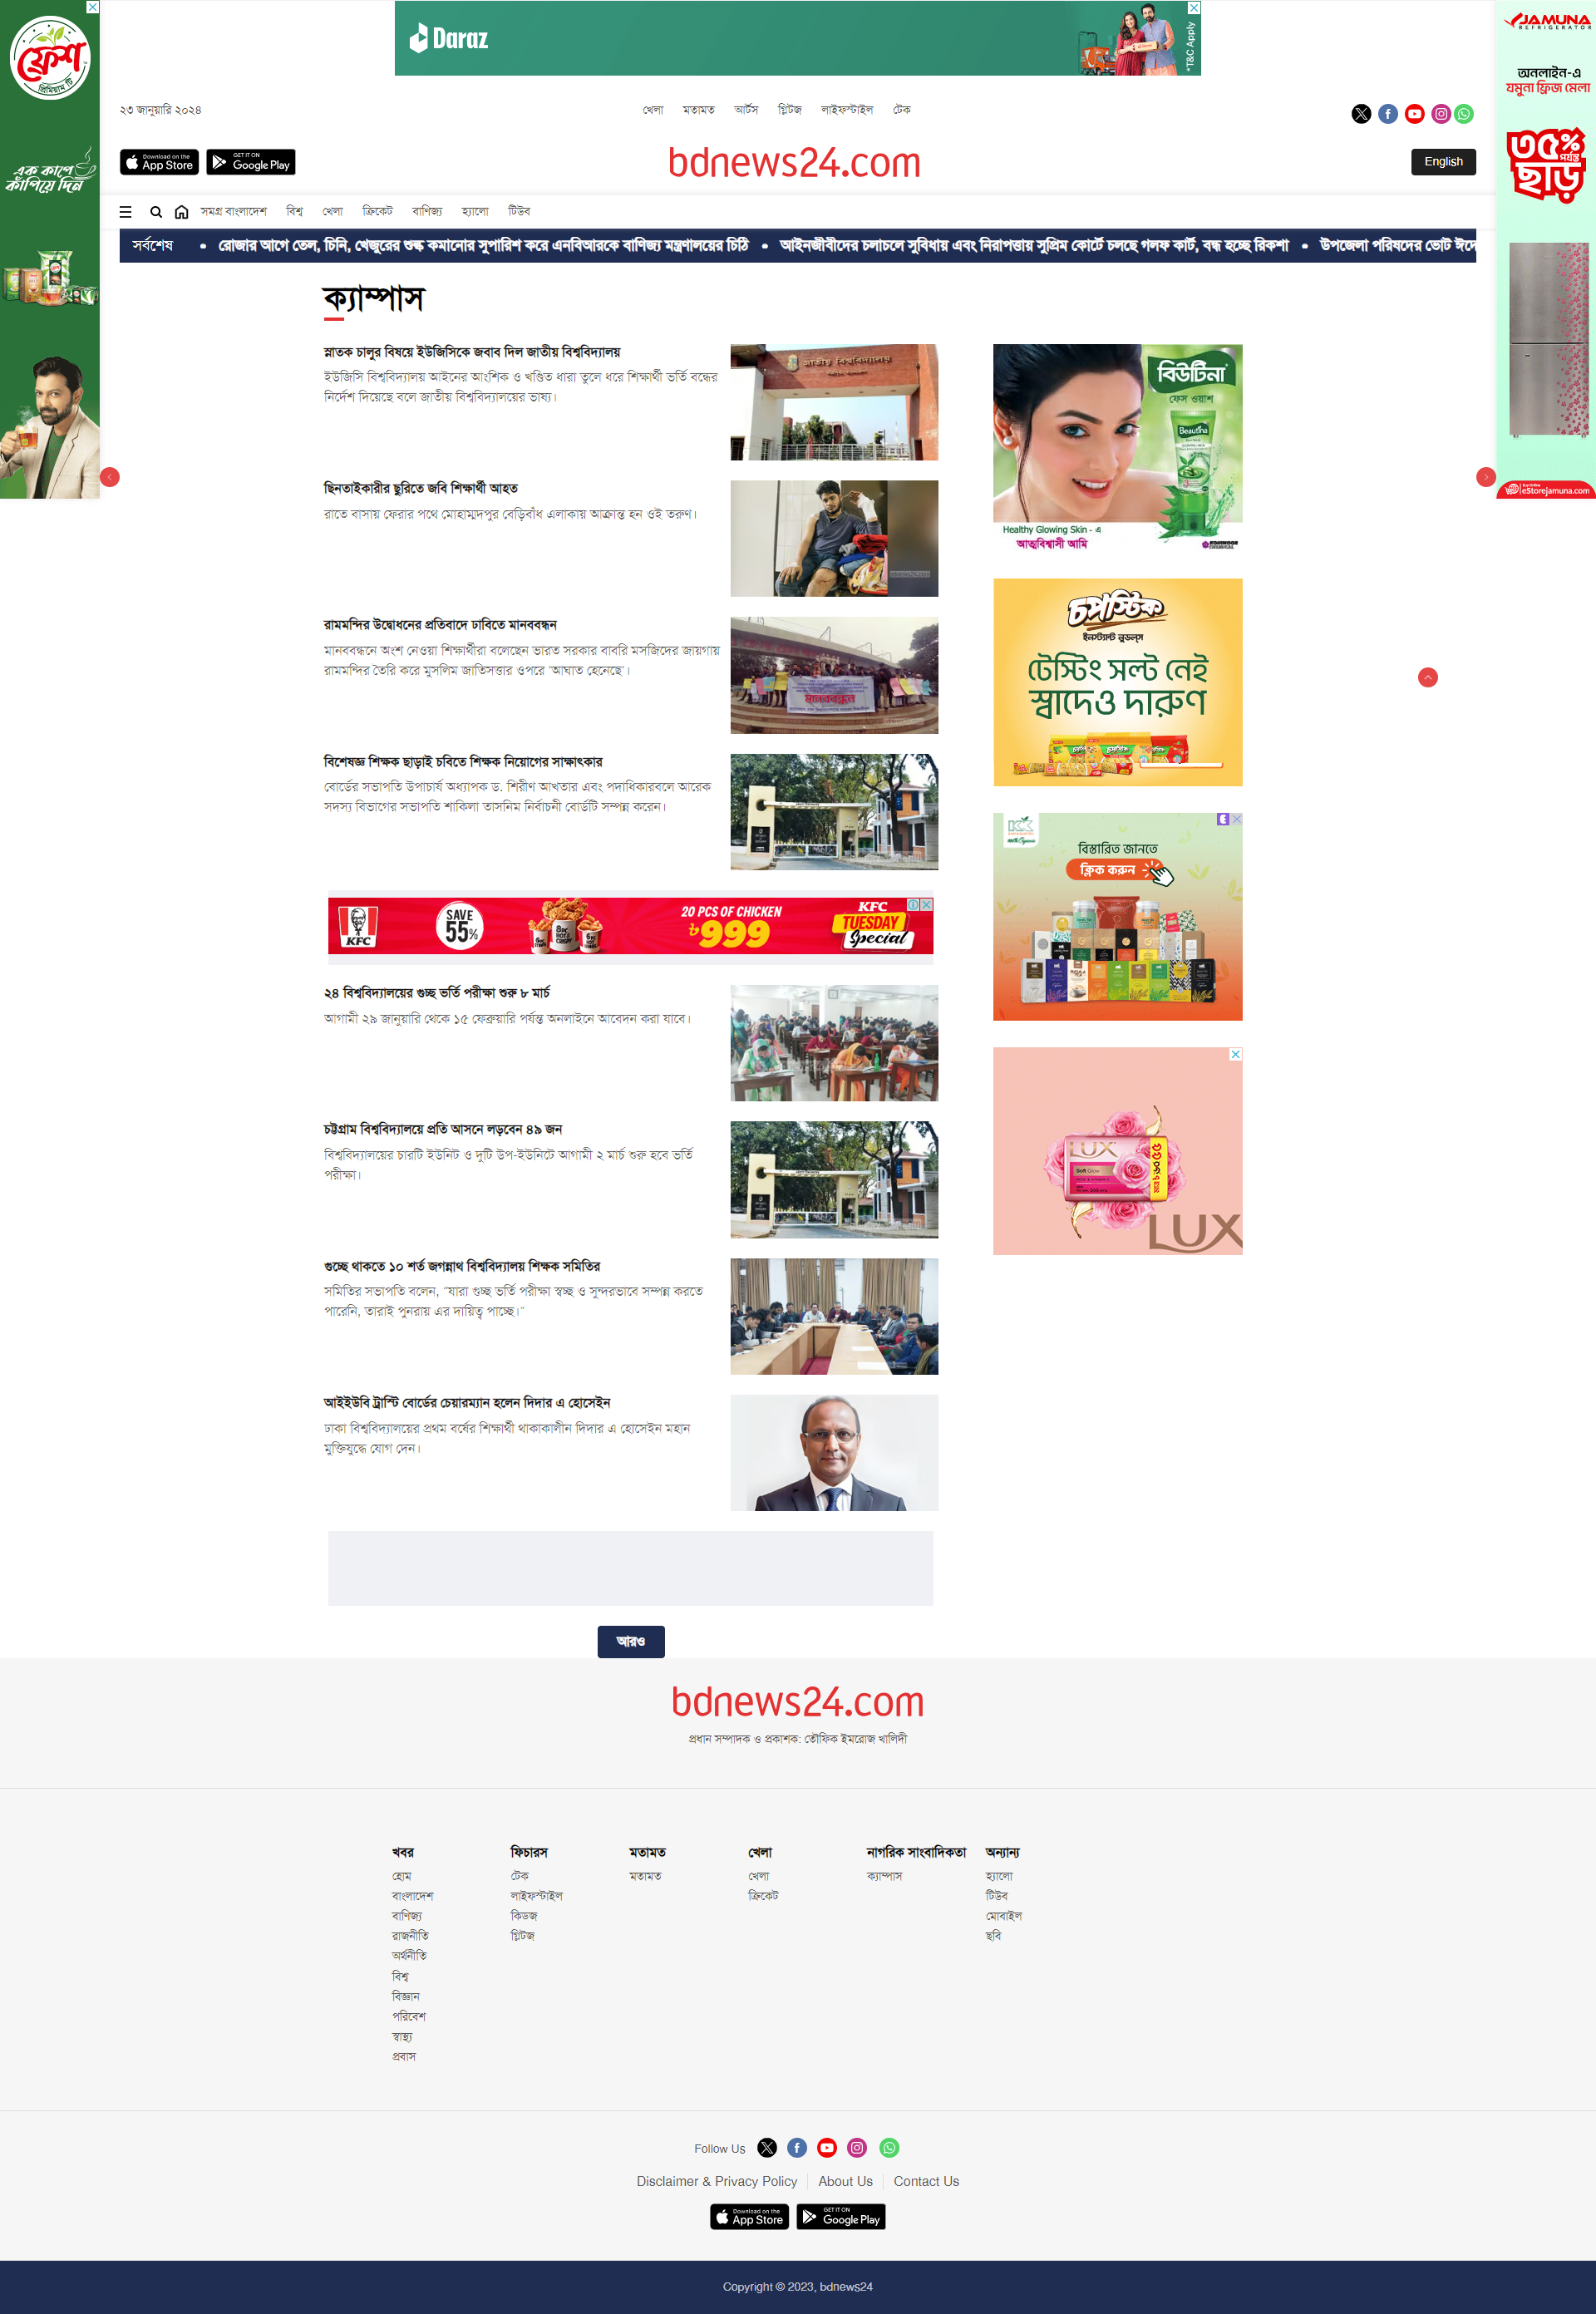 ফ্রেশ
প্রিমিয়াম টি
এক কাপে
কাঁপিয়ে দিন
Daraz
*T&C Apply
JAMUNA
REFRIGERATOR
অনলাইন-এ
যমুনা ফ্রিজ মেলা
৩৫%
পর্যন্ত
ছাড়
eStorejamuna.com
২৩ জানুয়ারি ২০২৪
খেলা মতামত আর্টস গ্লিটজ লাইফস্টাইল টেক
Download on the App Store
GET IT ON Google Play
bdnews24.com
English
সমগ্র বাংলাদেশ বিশ্ব খেলা ক্রিকেট বাণিজ্য হ্যালো টিউব
সর্বশেষ • রোজার আগে তেল, চিনি, খেজুরের শুল্ক কমানোর সুপারিশ করে এনবিআরকে বাণিজ্য মন্ত্রণালয়ের চিঠি • আইনজীবীদের চলাচলে সুবিধায় এবং নিরাপত্তায় সুপ্রিম কোর্টে চলছে গলফ কার্ট, বন্ধ হচ্ছে রিকশা • উপজেলা পরিষদের ভোট ঈদে
ক্যাম্পাস
স্নাতক চালুর বিষয়ে ইউজিসিকে জবাব দিল জাতীয় বিশ্ববিদ্যালয়
ইউজিসি বিশ্ববিদ্যালয় আইনের আংশিক ও খণ্ডিত ধারা তুলে ধরে শিক্ষার্থী ভর্তি বন্ধের
নির্দেশ দিয়েছে বলে জাতীয় বিশ্ববিদ্যালয়ের ভাষ্য।
জাতীয় বিশ্ববিদ্যালয়
ছিনতাইকারীর ছুরিতে জবি শিক্ষার্থী আহত
রাতে বাসায় ফেরার পথে মোহাম্মদপুর বেড়িবাঁধ এলাকায় আক্রান্ত হন ওই তরুণ।
রামমন্দির উদ্বোধনের প্রতিবাদে ঢাবিতে মানববন্ধন
মানববন্ধনে অংশ নেওয়া শিক্ষার্থীরা বলেছেন ভারত সরকার বাবরি মসজিদের জায়গায়
রামমন্দির তৈরি করে মুসলিম জাতিসত্তার ওপরে 'আঘাত হেনেছে'।
মানববন্ধন
বিশেষজ্ঞ শিক্ষক ছাড়াই চবিতে শিক্ষক নিয়োগের সাক্ষাৎকার
বোর্ডের সভাপতি উপাচার্য অধ্যাপক ড. শিরীণ আখতার এবং পদাধিকারবলে আরেক
সদস্য বিভাগের সভাপতি শাকিলা তাসনিম নির্বাচনী বোর্ডটি সম্পন্ন করেন।
KFC
SAVE
55%
20 PCS OF CHICKEN
৳999
KFC
TUESDAY
Special
২৪ বিশ্ববিদ্যালয়ের গুচ্ছ ভর্তি পরীক্ষা শুরু ৮ মার্চ
আগামী ২৯ জানুয়ারি থেকে ১৫ ফেব্রুয়ারি পর্যন্ত অনলাইনে আবেদন করা যাবে।
চট্টগ্রাম বিশ্ববিদ্যালয়ে প্রতি আসনে লড়বেন ৪৯ জন
বিশ্ববিদ্যালয়ের চারটি ইউনিট ও দুটি উপ-ইউনিটে আগামী ২ মার্চ শুরু হবে ভর্তি
পরীক্ষা।
গুচ্ছে থাকতে ১০ শর্ত জগন্নাথ বিশ্ববিদ্যালয় শিক্ষক সমিতির
সমিতির সভাপতি বলেন, "যারা গুচ্ছ ভর্তি পরীক্ষা স্বচ্ছ ও সুন্দরভাবে সম্পন্ন করতে
পারেনি, তারাই পুনরায় এর দায়িত্ব পাচ্ছে।"
আইইউবি ট্রাস্টি বোর্ডের চেয়ারম্যান হলেন দিদার এ হোসেইন
ঢাকা বিশ্ববিদ্যালয়ের প্রথম বর্ষের শিক্ষার্থী থাকাকালীন দিদার এ হোসেইন মহান
মুক্তিযুদ্ধে যোগ দেন।
বিউটিনা
ফেস ওয়াশ
Beautina
Healthy Glowing Skin - এ
আত্মবিশ্বাসী আমি
চপস্টিক
ইনস্ট্যান্ট নুডল্‌স
টেস্টিং সল্ট নেই
স্বাদেও দারুণ
KK
বিস্তারিত জানতে
ক্লিক করুন
LUX
Soft Glow
LUX
আরও
bdnews24.com
প্রধান সম্পাদক ও প্রকাশক: তৌফিক ইমরোজ খালিদী
খবর
হোম
বাংলাদেশ
বাণিজ্য
রাজনীতি
অর্থনীতি
বিশ্ব
বিজ্ঞান
পরিবেশ
স্বাস্থ্য
প্রবাস
ফিচারস
টেক
লাইফস্টাইল
কিডজ
গ্লিটজ
মতামত
মতামত
খেলা
খেলা
ক্রিকেট
নাগরিক সাংবাদিকতা
ক্যাম্পাস
অন্যান্য
হ্যালো
টিউব
মোবাইল
ছবি
Follow Us
Disclaimer & Privacy Policy About Us Contact Us
Download on the App Store
GET IT ON Google Play
Copyright © 2023, bdnews24